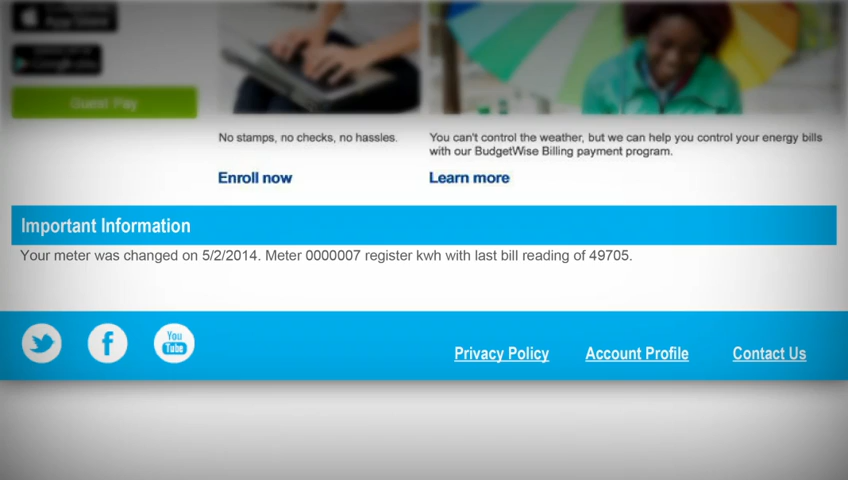 Guest Pay
No stamps, no checks, no hassles.
You can't control the weather, but we can help you control your energy bills
with our BudgetWise Billing payment program.
Enroll now
Learn more
Important Information
Your meter was changed on 5/2/2014. Meter 0000007 register kwh with last bill reading of 49705.
You
Tube
Privacy Policy
Account Profile
Contact Us